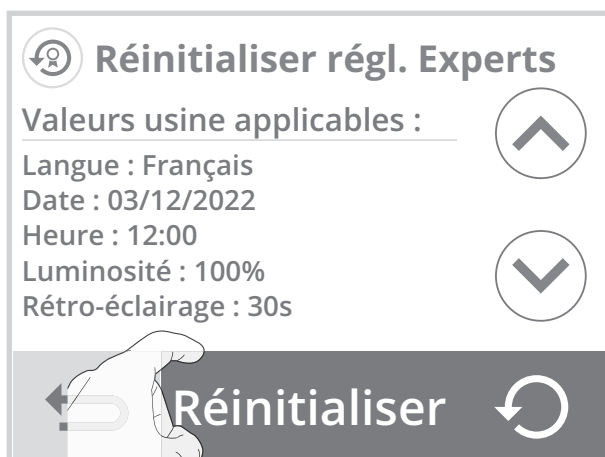 Réinitialiser régl. Experts
Valeurs usine applicables :
Langue : Français
Date : 03/12/2022
Heure : 12:00
Luminosité : 100%
Rétro-éclairage : 30s
Réinitialiser